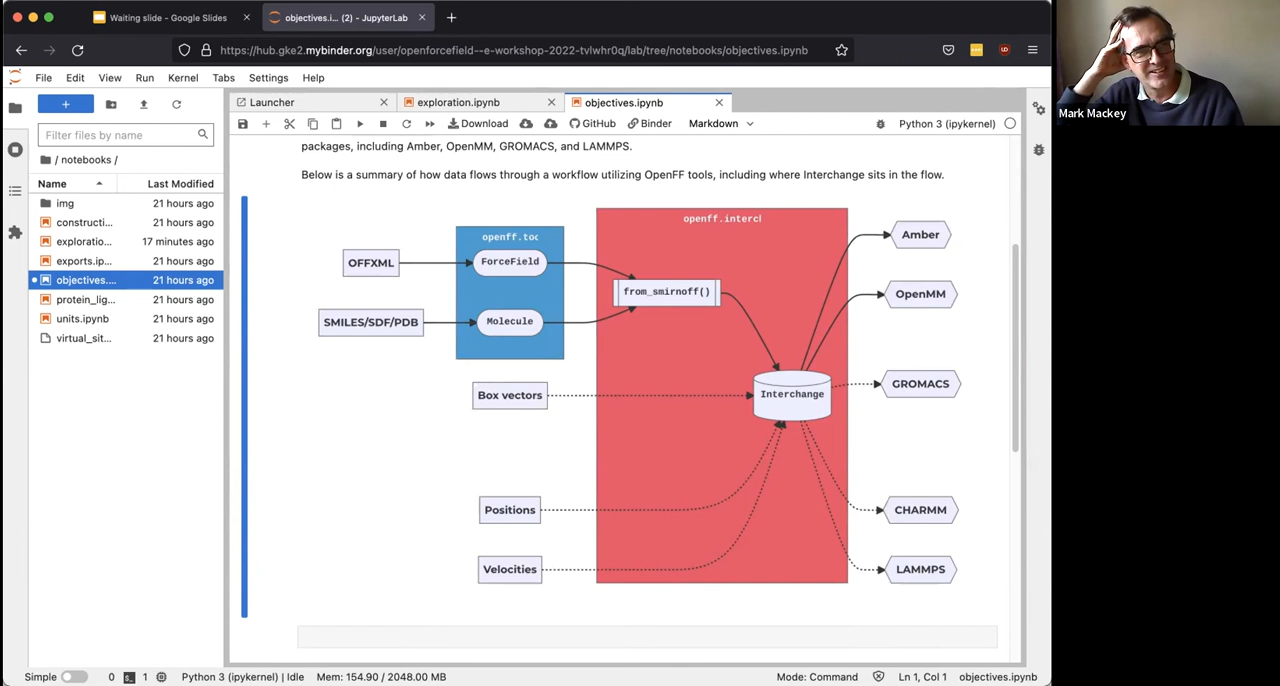 Waiting slide - Google Slides
objectives.i... (2) - JupyterLab
https://hub.gke2.mybinder.org/user/openforcefield--e-workshop-2022-tvlwhr0q/lab/tree/notebooks/objectives.ipynb
Mark Mackey
File Edit View Run Kernel Tabs Settings Help
Launcher
exploration.ipynb
objectives.ipynb
Download
GitHub
Binder
Markdown
Python 3 (ipykernel)
Filter files by name
/ notebooks /
Name
Last Modified
img 21 hours ago
constructi... 21 hours ago
exploratio... 17 minutes ago
exports.ip... 21 hours ago
objectives.... 21 hours ago
protein_lig... 21 hours ago
units.ipynb 21 hours ago
virtual_sit... 21 hours ago
packages, including Amber, OpenMM, GROMACS, and LAMMPS.
Below is a summary of how data flows through a workflow utilizing OpenFF tools, including where Interchange sits in the flow.
openff.too
openff.intercl
OFFXML
ForceField
from_smirnoff()
SMILES/SDF/PDB
Molecule
Box vectors
Interchange
Positions
Velocities
Amber
OpenMM
GROMACS
CHARMM
LAMMPS
Simple
0
1
Python 3 (ipykernel) | Idle
Mem: 154.90 / 2048.00 MB
Mode: Command
Ln 1, Col 1
objectives.ipynb